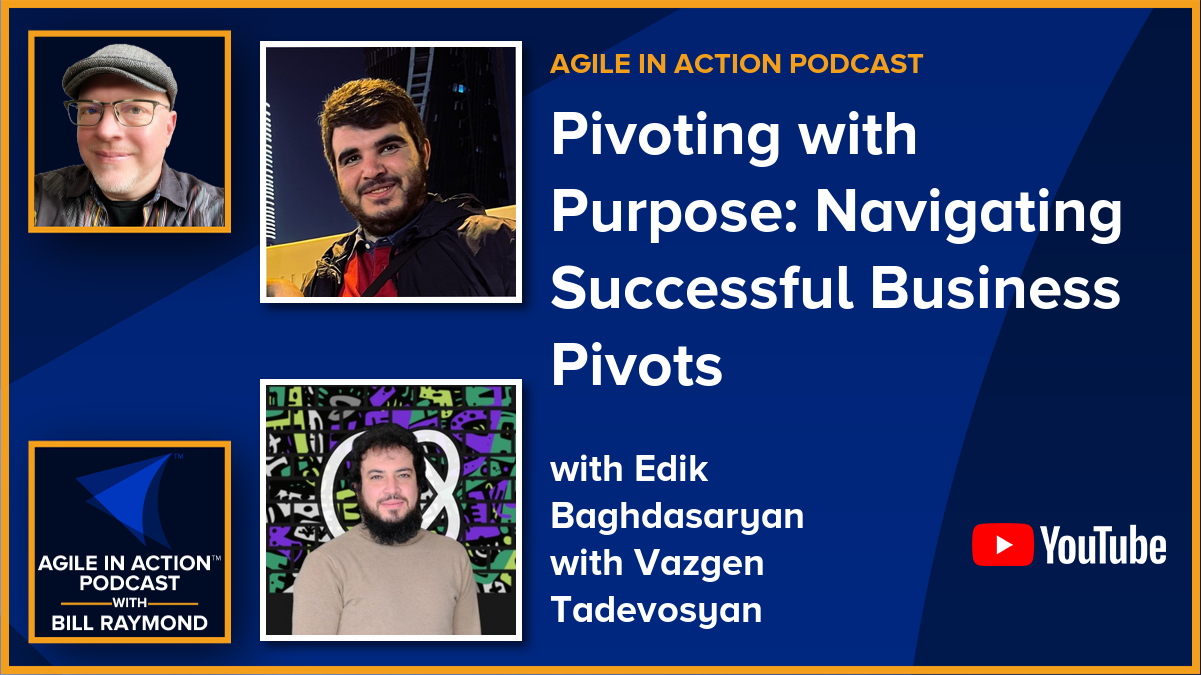 AGILE IN ACTION PODCAST
Pivoting with
Purpose: Navigating
Successful Business
Pivots
with Edik
Baghdasaryan
with Vazgen
Tadevosyan
YouTube
TM
AGILE IN ACTION™
PODCAST
WITH
BILL RAYMOND